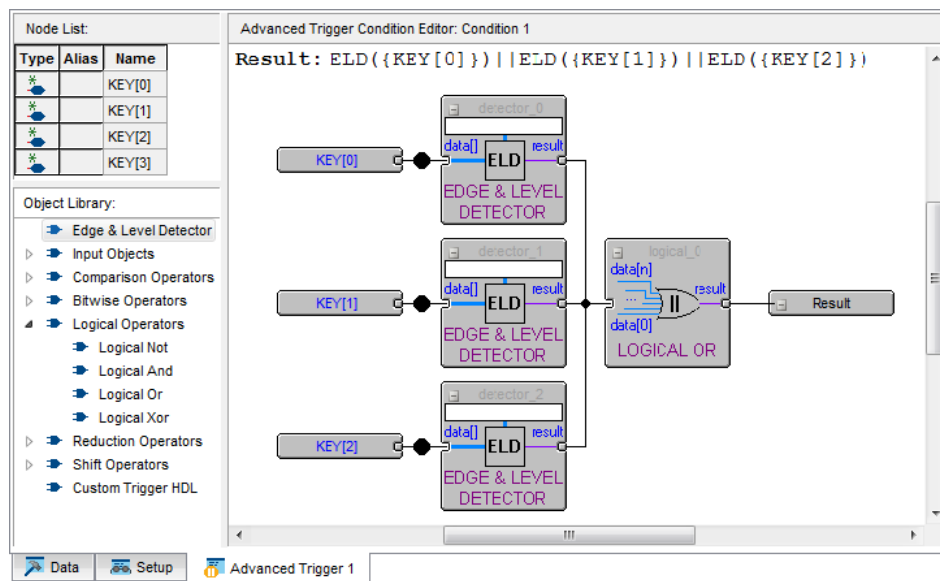 Node List:
Type Alias Name
KEY[0]
KEY[1]
KEY[2]
KEY[3]
Object Library:
Edge & Level Detector
Input Objects
Comparison Operators
Bitwise Operators
Logical Operators
Logical Not
Logical And
Logical Or
Logical Xor
Reduction Operators
Shift Operators
Custom Trigger HDL
Advanced Trigger Condition Editor: Condition 1
Result: ELD({KEY[0]})||ELD({KEY[1]})||ELD({KEY[2]})
detector_0
KEY[0] data[] ELD result
EDGE & LEVEL
DETECTOR
detector_1
KEY[1] data[] ELD result
EDGE & LEVEL
DETECTOR
logical_0
data[n]
... || result
data[0]
LOGICAL OR
Result
detector_2
KEY[2] data[] ELD result
EDGE & LEVEL
DETECTOR
Data Setup Advanced Trigger 1